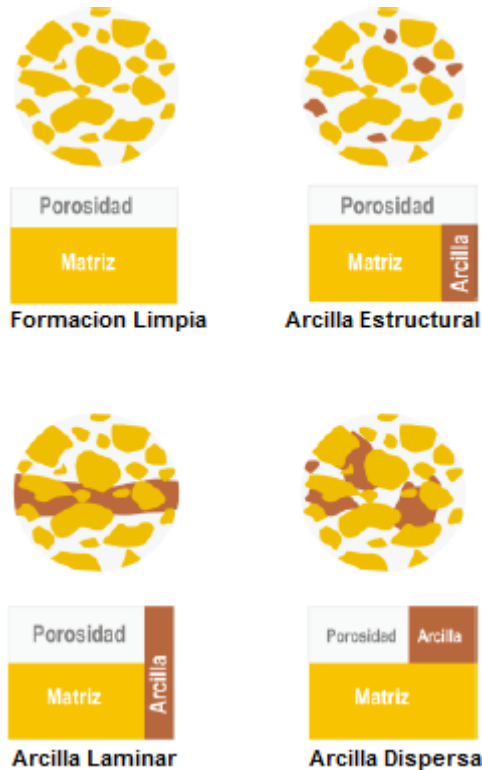 Porosidad
Matriz
Formacion Limpia
Porosidad
Matriz
Arcilla
Arcilla Estructural
Porosidad
Matriz
Arcilla
Arcilla Laminar
Porosidad
Arcilla
Matriz
Arcilla Dispersa